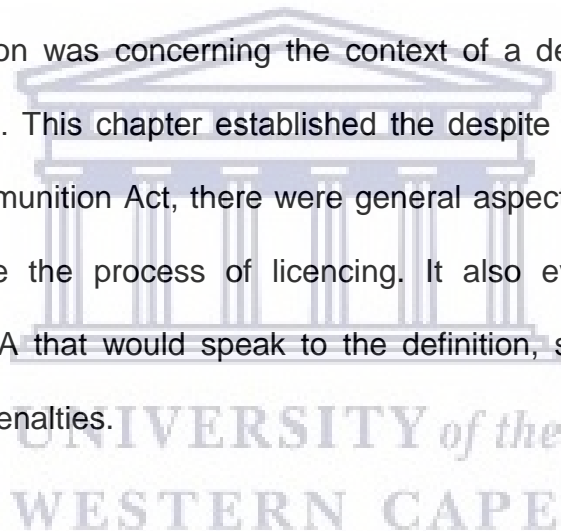 on was concerning the context of a de
. This chapter established the despite
munition Act, there were general aspect
e the process of licencing. It also e
A that would speak to the definition, s
enalties.
UNIVERSITY of the
WESTERN CAPE